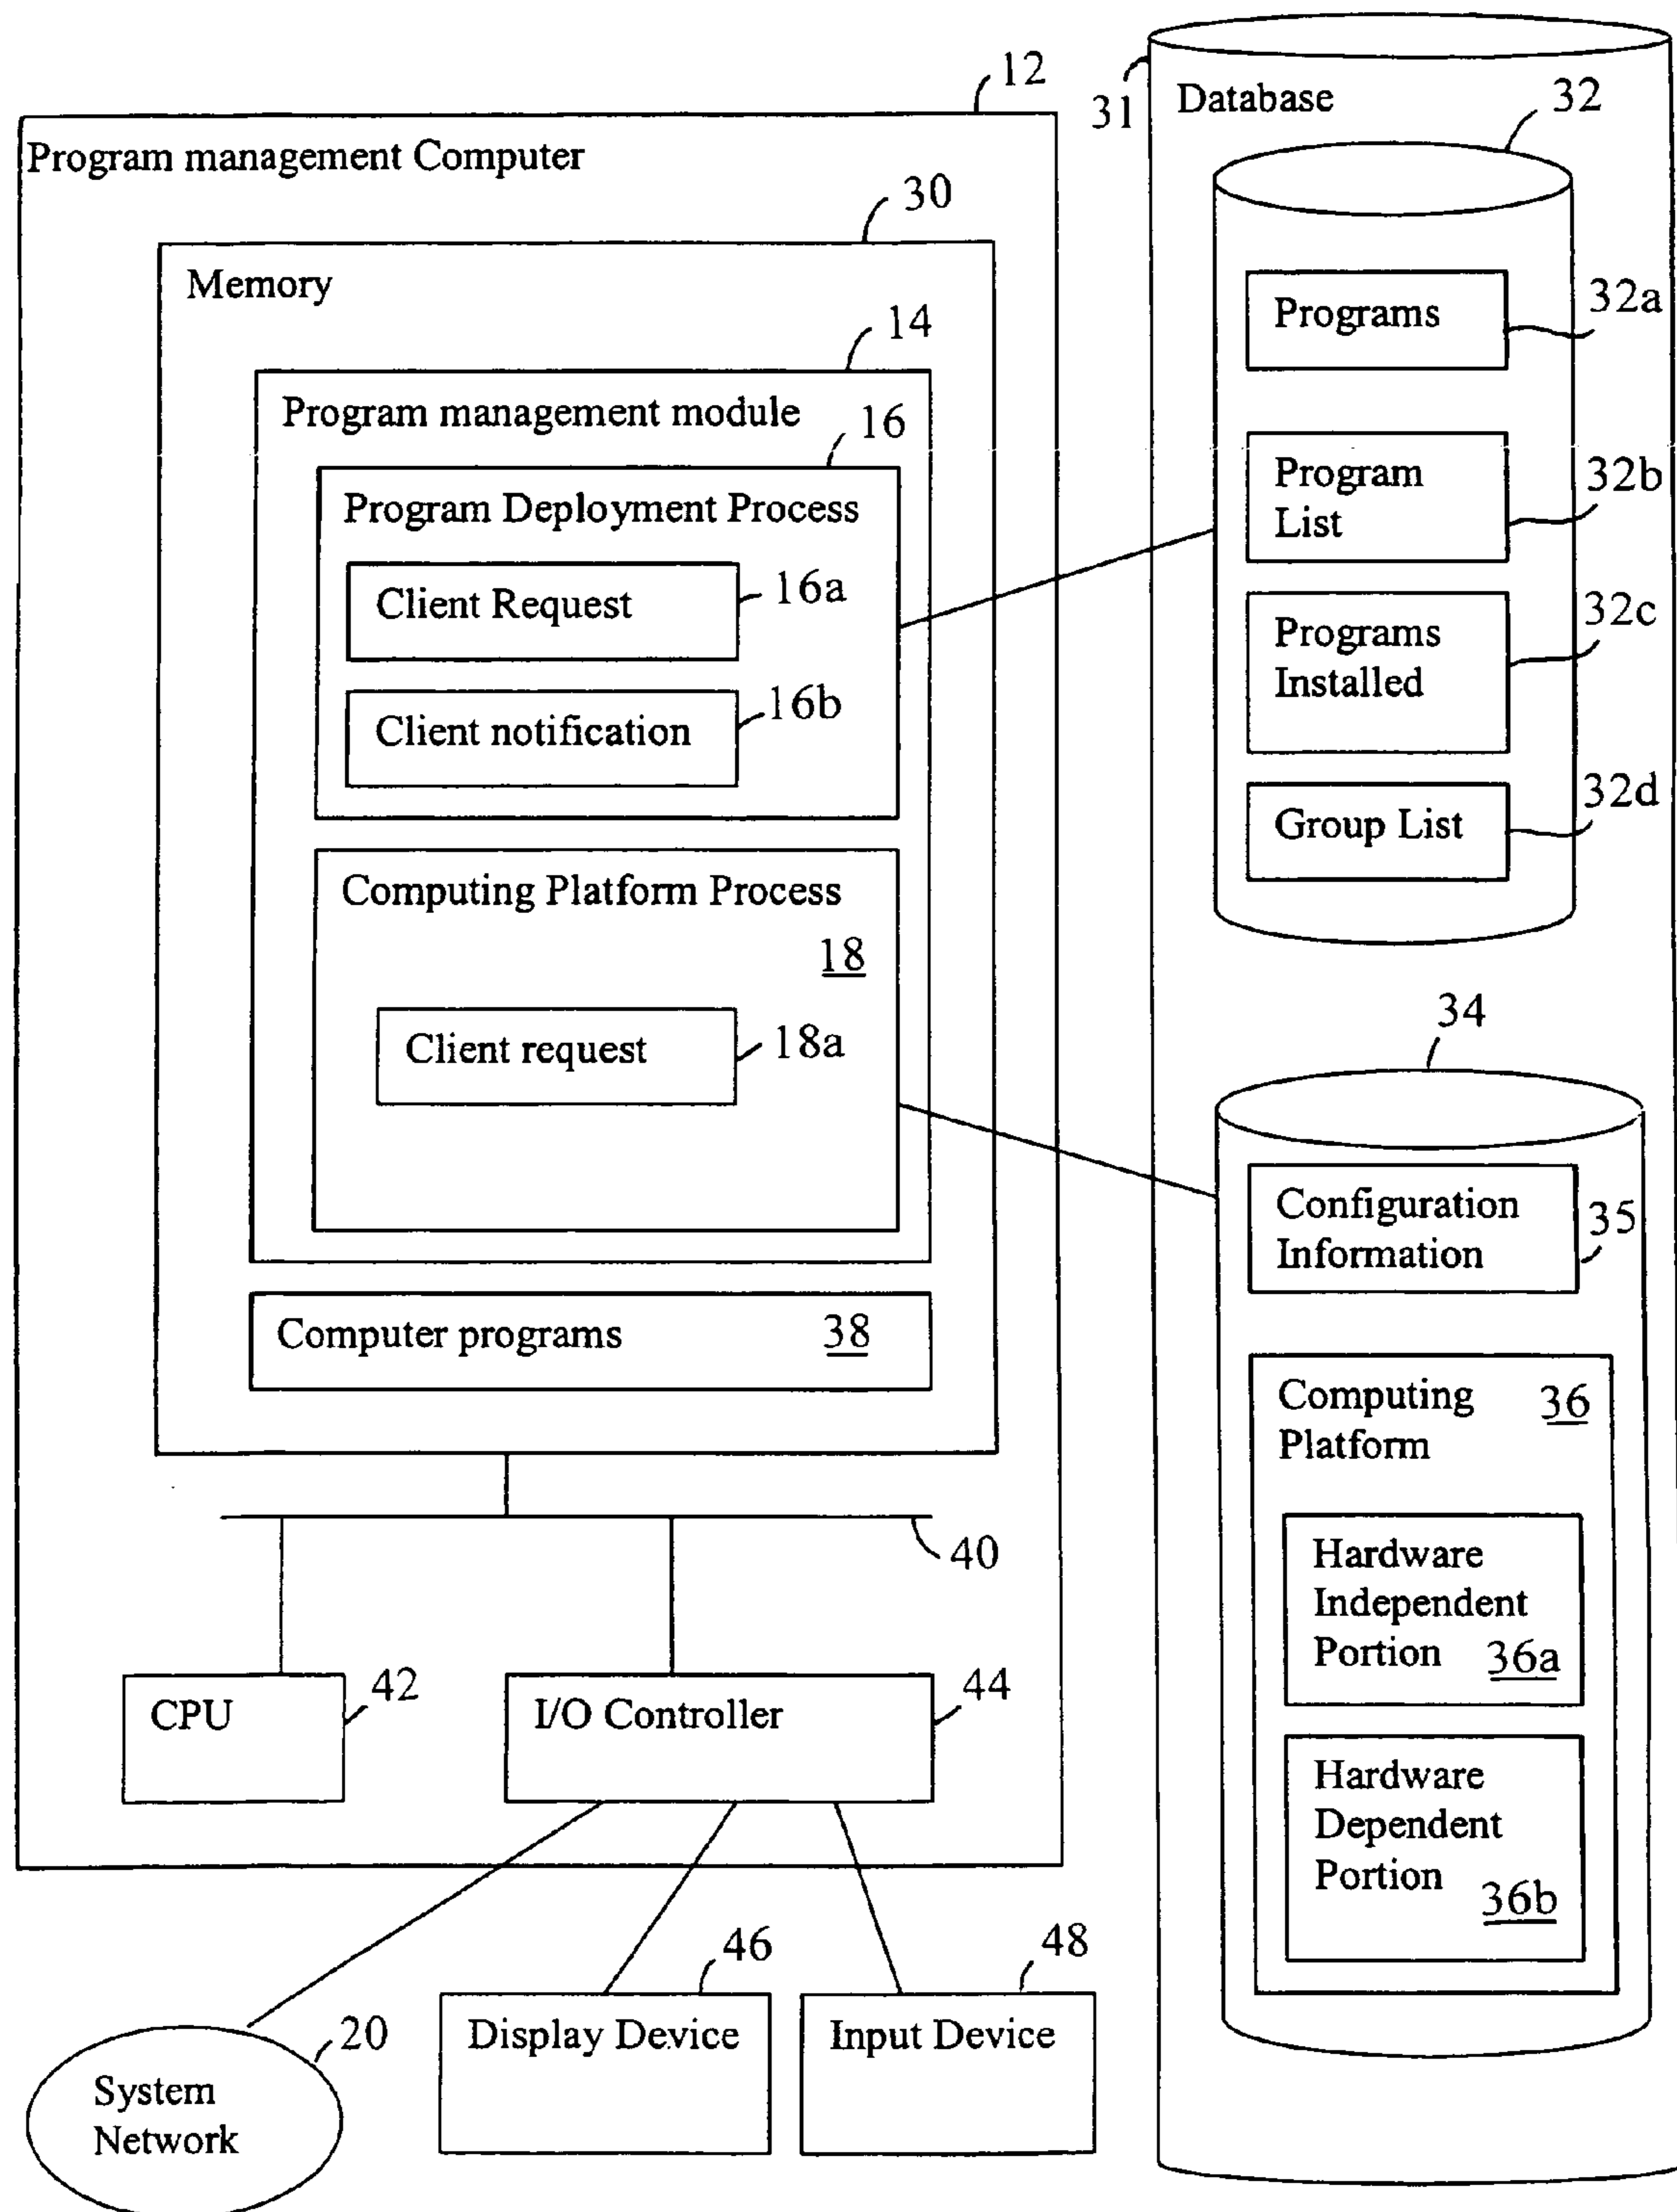 12
Program management Computer
30
Memory
14
Program management module
16
Program Deployment Process
Client Request
16a
Client notification
16b
Computing Platform Process
18
Client request
18a
Computer programs
38
40
CPU
42
I/O Controller
44
System
Network
20
Display Device
46
Input Device
48
31
Database
32
Programs
32a
Program
List
32b
Programs
Installed
32c
Group List
32d
34
Configuration
Information
35
Computing
Platform
36
Hardware
Independent
Portion
36a
Hardware
Dependent
Portion
36b